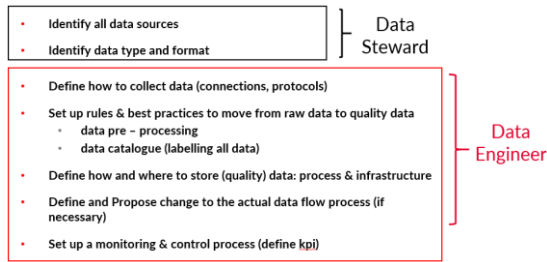 • Identify all data sources
• Identify data type and format
Data
Steward
• Define how to collect data (connections, protocols)
• Set up rules & best practices to move from raw data to quality data
• data pre – processing
• data catalogue (labelling all data)
• Define how and where to store (quality) data: process & infrastructure
• Define and Propose change to the actual data flow process (if
necessary)
• Set up a monitoring & control process (define kpi)
Data
Engineer